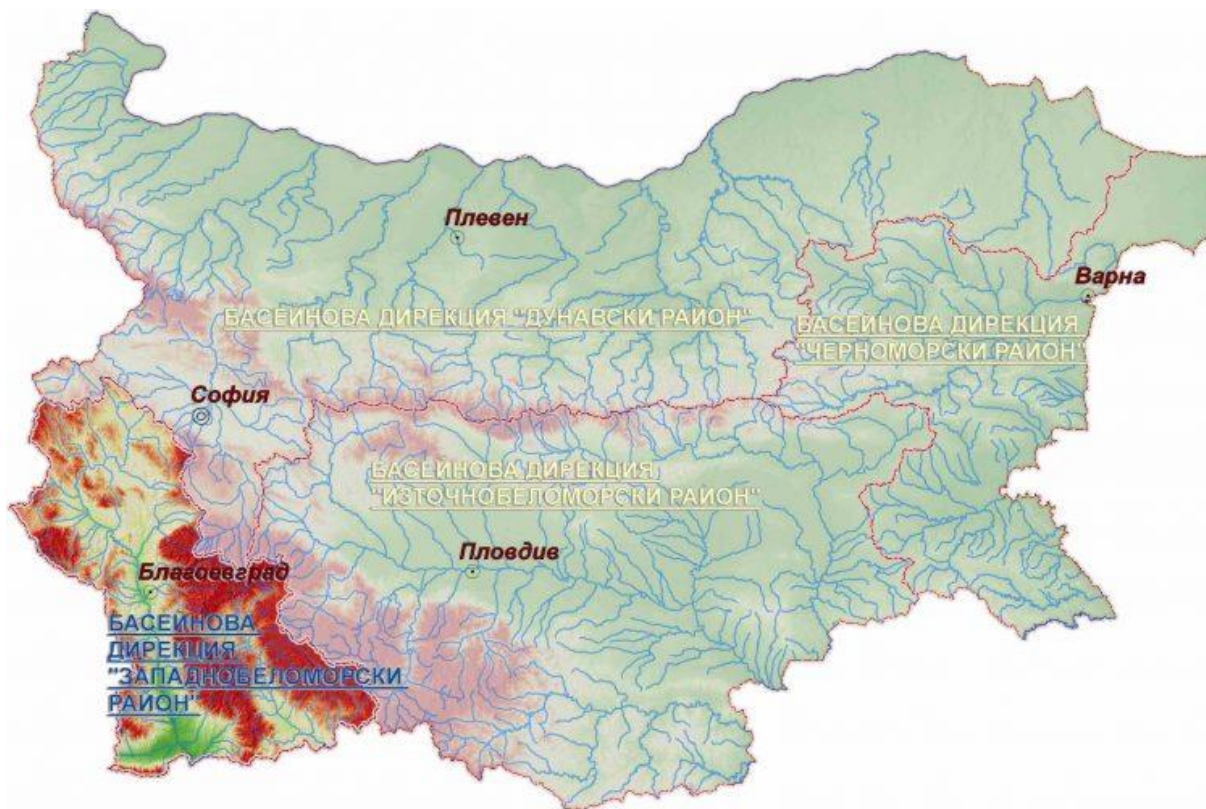 Плевен
Варна
БАСЕЙНОВА ДИРЕКЦИЯ "ДУНАВСКИ РАЙОН"
БАСЕЙНОВА ДИРЕКЦИЯ
"ЧЕРНОМОРСКИ РАЙОН"
София
БАСЕЙНОВА ДИРЕКЦИЯ
"ИЗТОЧНОБЕЛОМОРСКИ РАЙОН"
Пловдив
Благоевград
БАСЕЙНОВА
ДИРЕКЦИЯ
"ЗАПАДНОБЕЛОМОРСКИ
РАЙОН"